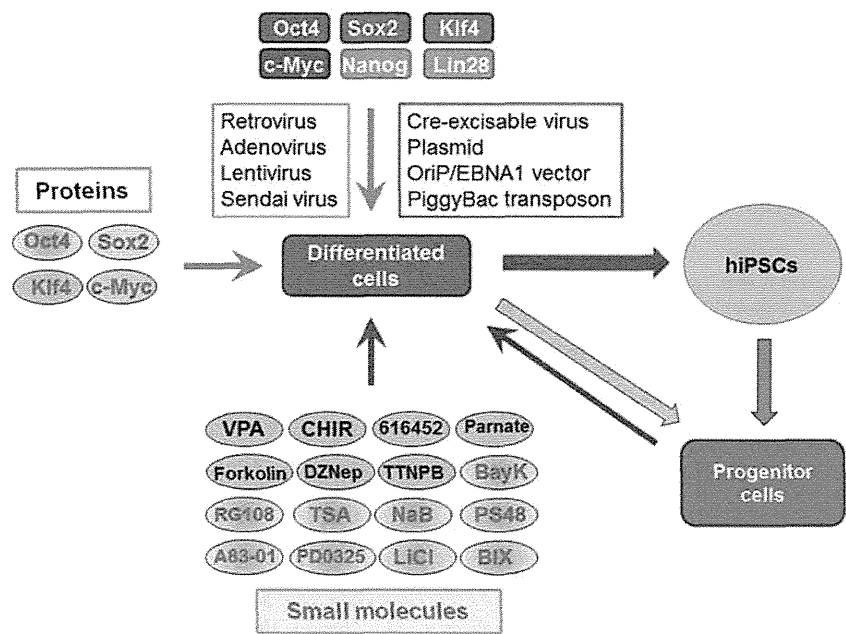 Oct4 Sox2 Klf4
c-Myc Nanog Lin28
Retrovirus
Adenovirus
Lentivirus
Sendai virus
Cre-excisable virus
Plasmid
OriP/EBNA1 vector
PiggyBac transposon
Proteins
Oct4 Sox2
Klf4 c-Myc
Differentiated
cells
hiPSCs
VPA CHIR 616452 Parnate
Forkolin DZNep TTNPB BayK
RG108 TSA NaB PS48
A83-01 PD0325 LiCl BIX
Small molecules
Progenitor
cells